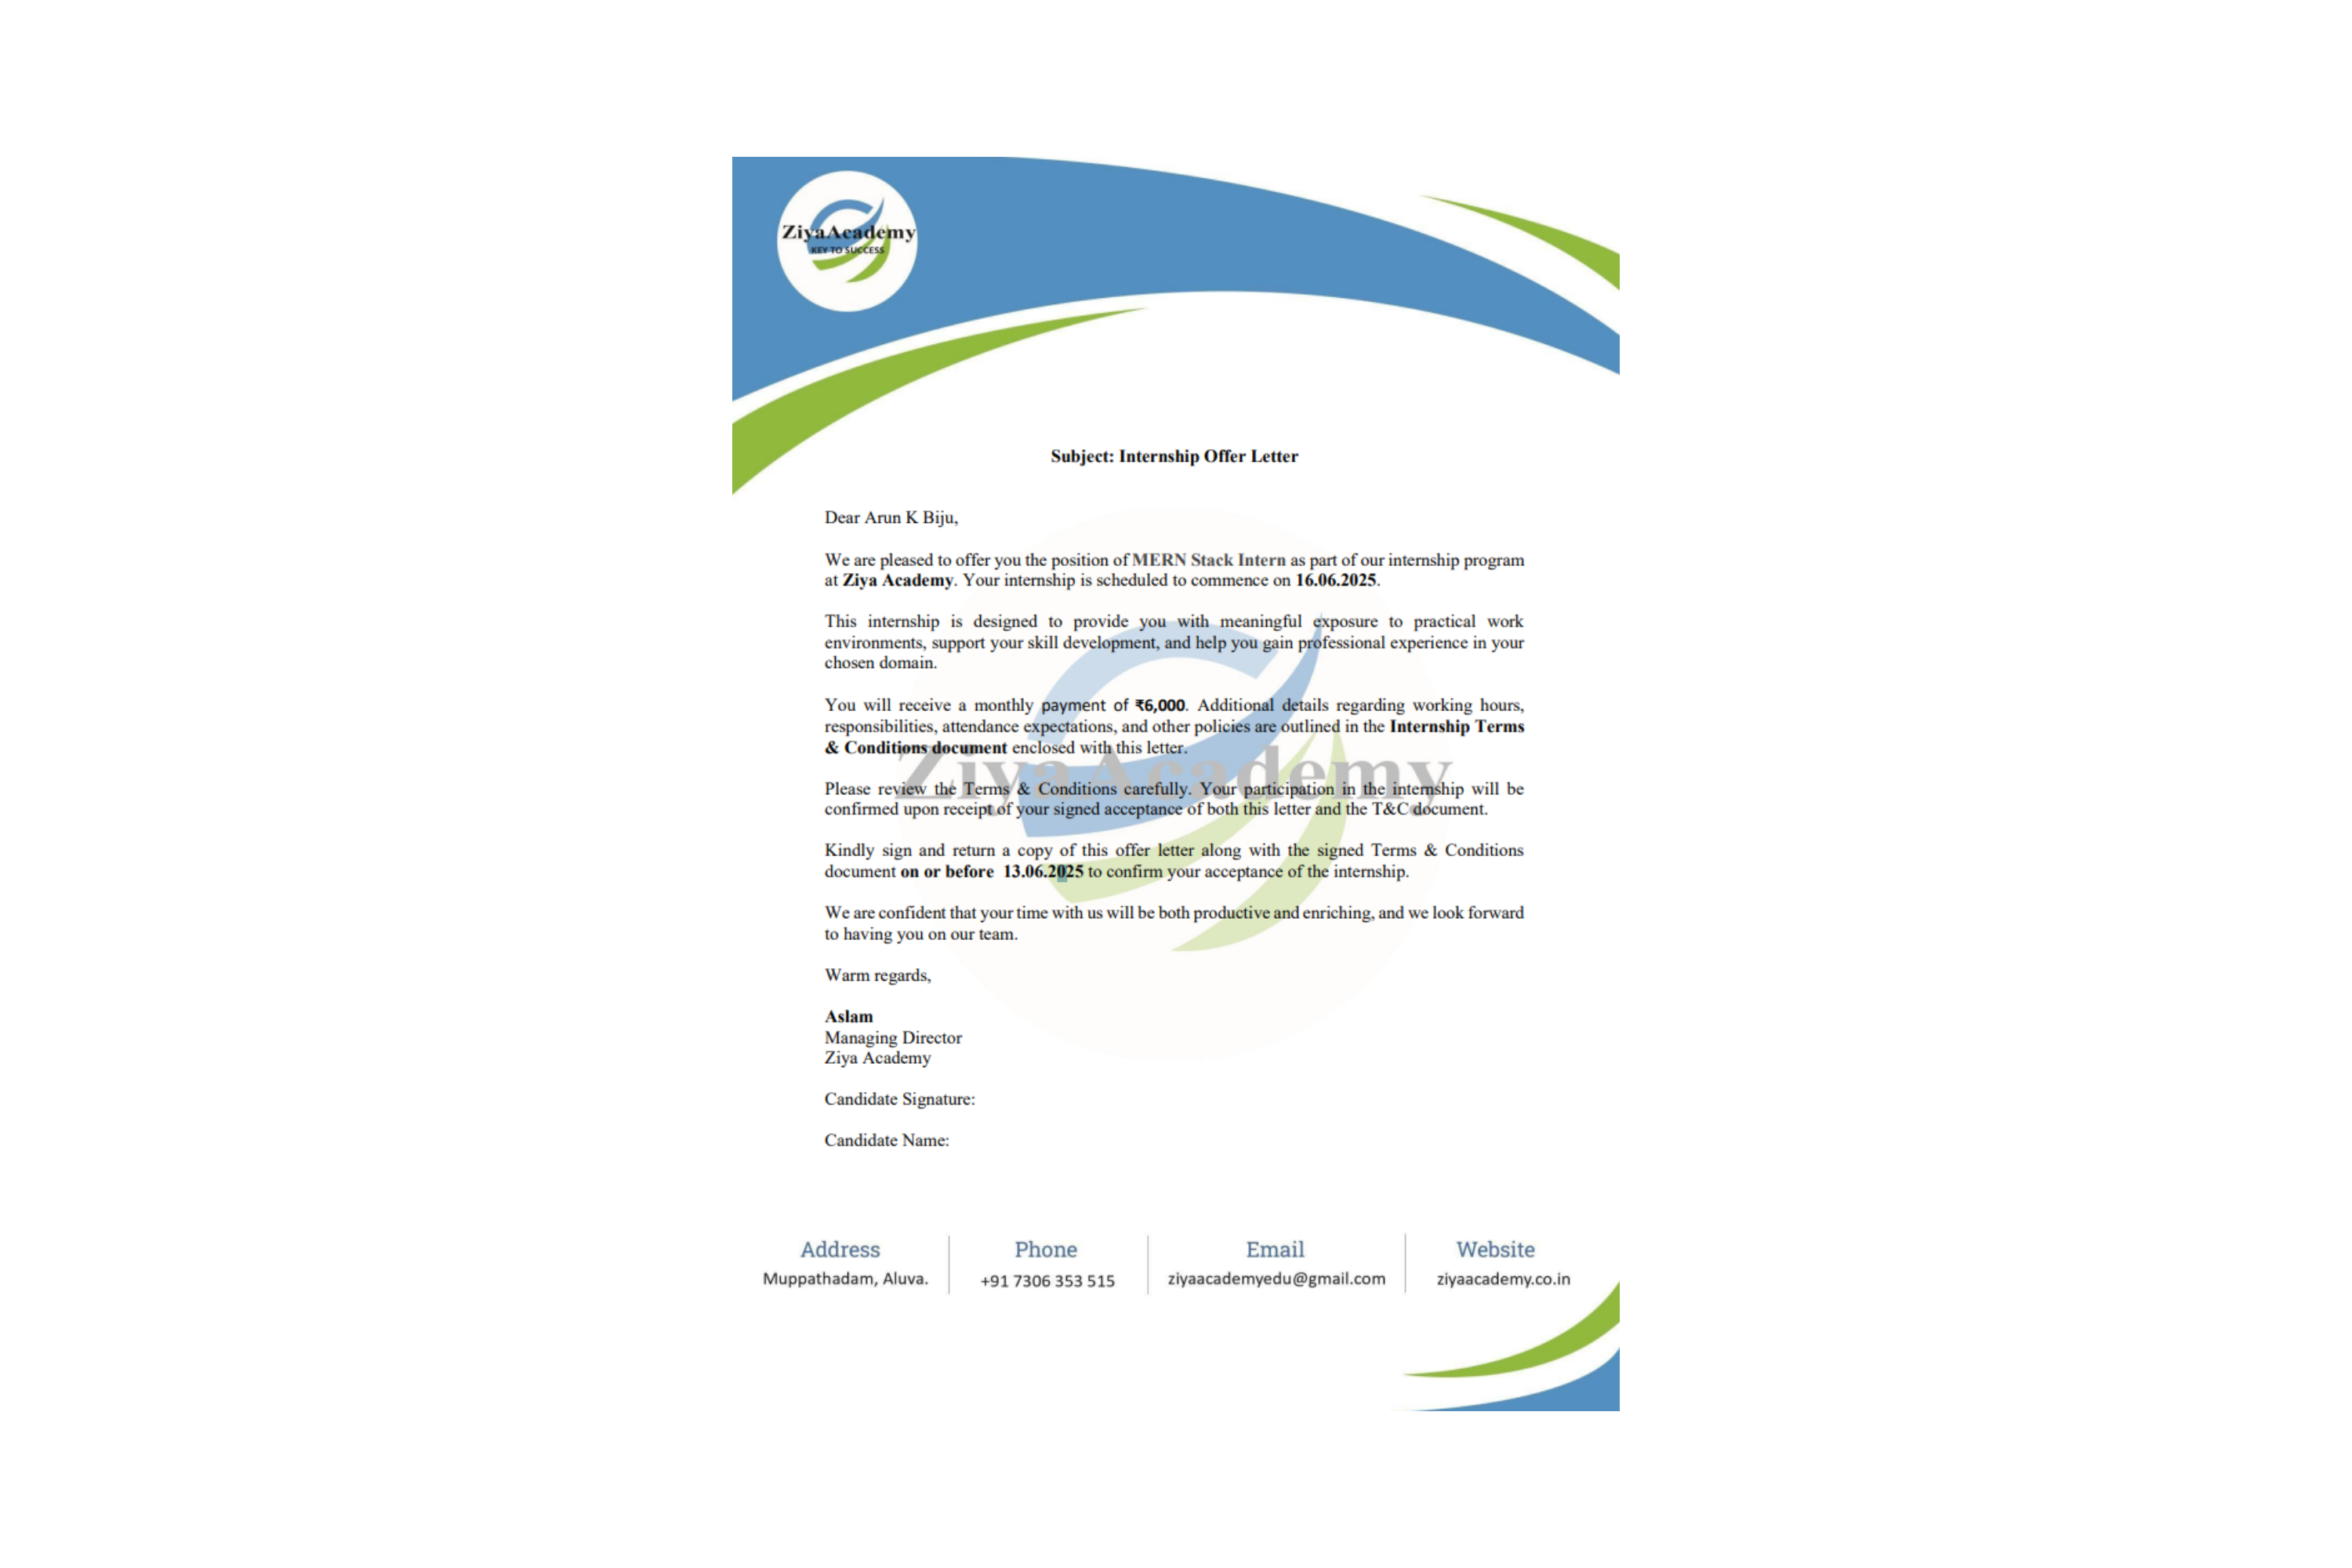 ZiyaAcademy
KEY TO SUCCESS
Subject: Internship Offer Letter
Dear Arun K Biju,
We are pleased to offer you the position of MERN Stack Intern as part of our internship program
at Ziya Academy. Your internship is scheduled to commence on 16.06.2025.
This internship is designed to provide you with meaningful exposure to practical work
environments, support your skill development, and help you gain professional experience in your
chosen domain.
You will receive a monthly payment of ₹6,000. Additional details regarding working hours,
responsibilities, attendance expectations, and other policies are outlined in the Internship Terms
& Conditions document enclosed with this letter.
ZiyaAcademy
Please review the Terms & Conditions carefully. Your participation in the internship will be
confirmed upon receipt of your signed acceptance of both this letter and the T&C document.
Kindly sign and return a copy of this offer letter along with the signed Terms & Conditions
document on or before 13.06.2025 to confirm your acceptance of the internship.
We are confident that your time with us will be both productive and enriching, and we look forward
to having you on our team.
Warm regards,
Aslam
Managing Director
Ziya Academy
Candidate Signature:
Candidate Name:
Address Phone Email Website
Muppathadam, Aluva. +91 7306 353 515 ziyaacademyedu@gmail.com ziyaacademy.co.in